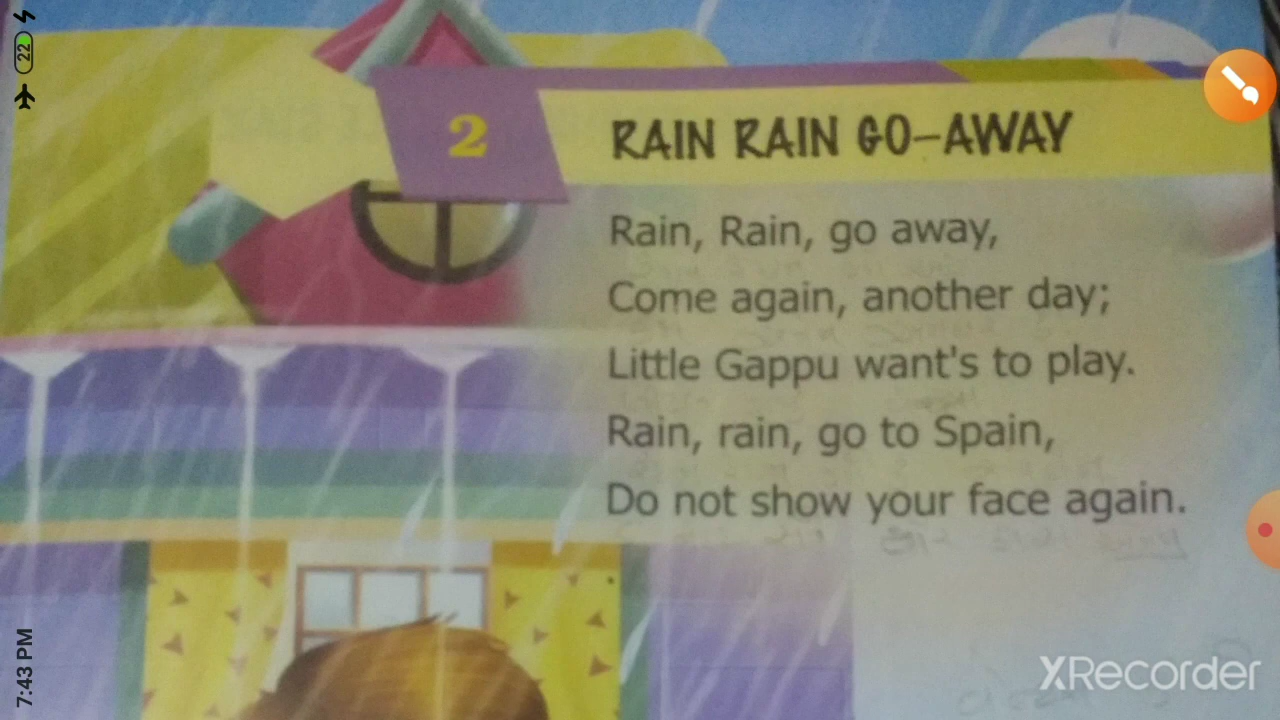 2
RAIN RAIN GO-AWAY
Rain, Rain, go away,
Come again, another day;
Little Gappu want's to play.
Rain, rain, go to Spain,
Do not show your face again.
22
7:43 PM
XRecorder